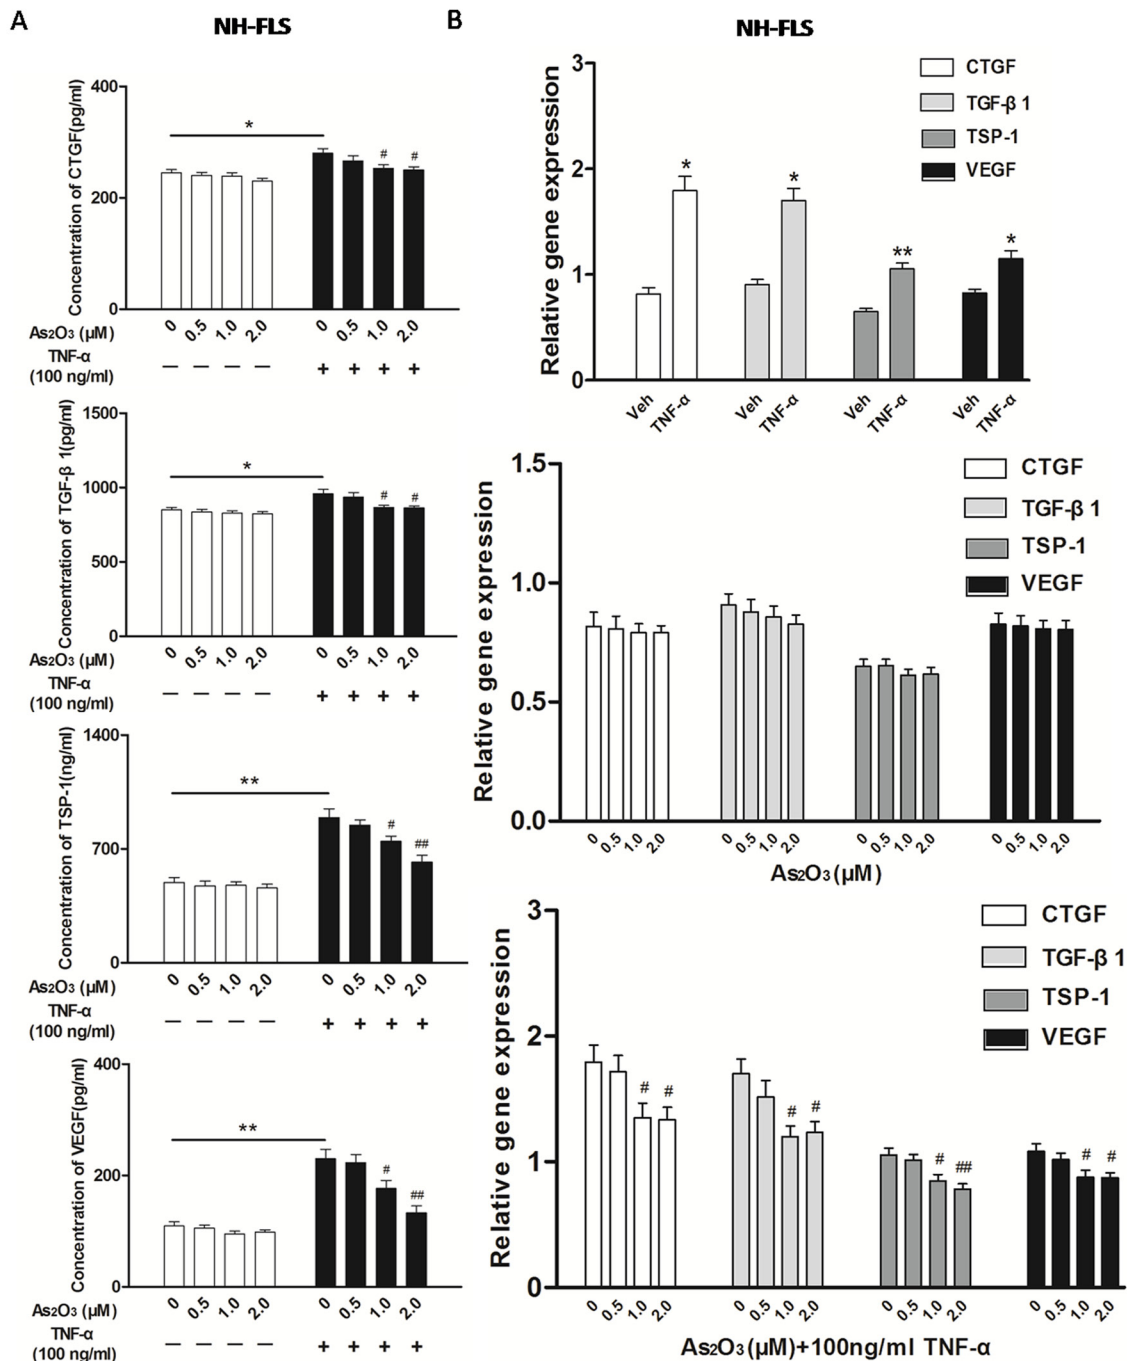 A
NH-FLS
Concentration of CTGF(pg/ml)
400
200
0
*
# #
0 0.5 1.0 2.0 0 0.5 1.0 2.0
As₂O₃ (μM)
TNF-α
(100 ng/ml)
— — — — + + + +
Concentration of TGF-β 1(pg/ml)
1500
1000
500
0
*
# #
0 0.5 1.0 2.0 0 0.5 1.0 2.0
As₂O₃ (μM)
TNF-α
(100 ng/ml)
— — — — + + + +
Concentration of TSP-1(ng/ml)
1400
700
0
**
# ##
0 0.5 1.0 2.0 0 0.5 1.0 2.0
As₂O₃ (μM)
TNF-α
(100 ng/ml)
— — — — + + + +
Concentration of VEGF(pg/ml)
400
200
0
**
# ##
0 0.5 1.0 2.0 0 0.5 1.0 2.0
As₂O₃ (μM)
TNF-α
(100 ng/ml)
— — — — + + + +
B
NH-FLS
Relative gene expression
3
2
1
0
CTGF
TGF-β 1
TSP-1
VEGF
* * ** *
Veh TNF-α Veh TNF-α Veh TNF-α Veh TNF-α
Relative gene expression
1.5
1.0
0.5
0.0
CTGF
TGF-β 1
TSP-1
VEGF
0 0.5 1.0 2.0 0 0.5 1.0 2.0 0 0.5 1.0 2.0 0 0.5 1.0 2.0
As₂O₃(μM)
Relative gene expression
3
2
1
0
CTGF
TGF-β 1
TSP-1
VEGF
# # # # # ## # #
0 0.5 1.0 2.0 0 0.5 1.0 2.0 0 0.5 1.0 2.0 0 0.5 1.0 2.0
As₂O₃(μM)+100ng/ml TNF-α